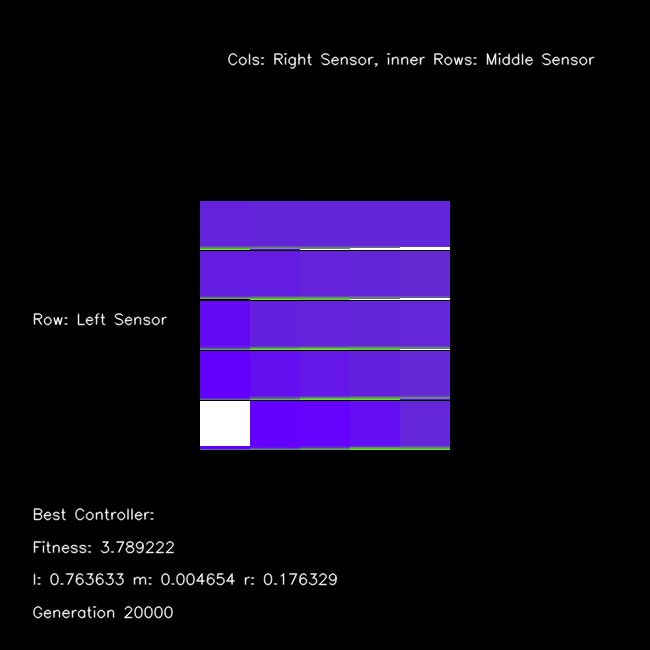 Cols: Right Sensor, inner Rows: Middle Sensor
Row: Left Sensor
Best Controller:
Fitness: 3.789222
l: 0.763633 m: 0.004654 r: 0.176329
Generation 20000